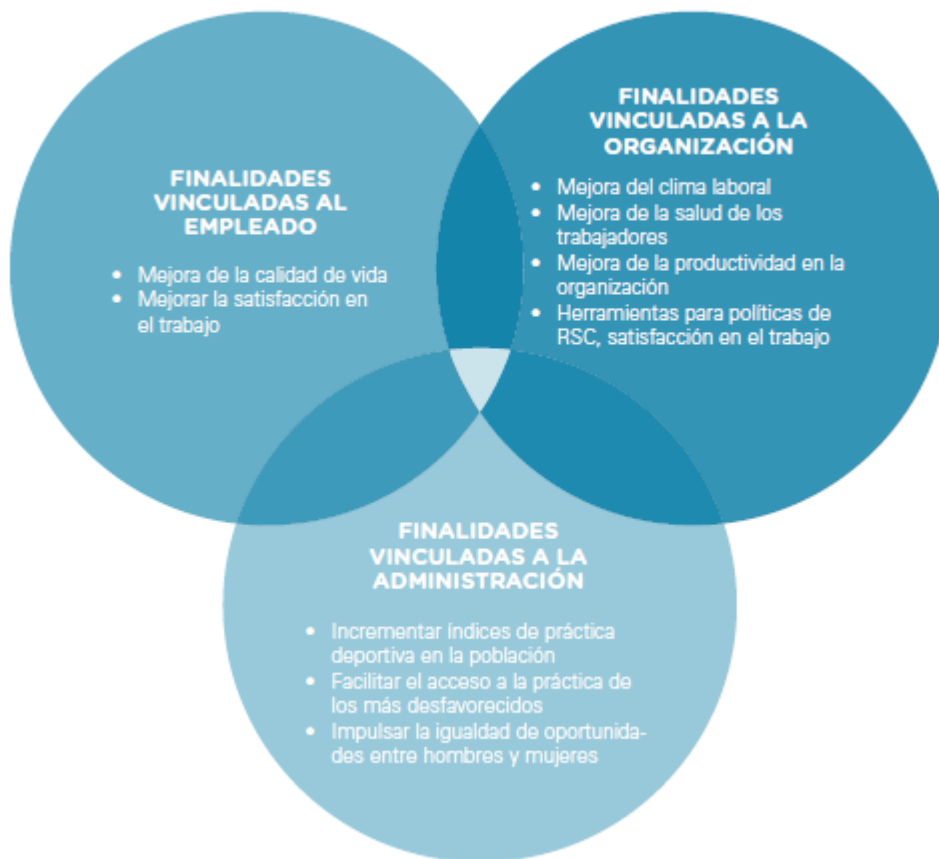 FINALIDADES
VINCULADAS AL
EMPLEADO
• Mejora de la calidad de vida
• Mejorar la satisfacción en
el trabajo
FINALIDADES
VINCULADAS A LA
ORGANIZACIÓN
• Mejora del clima laboral
• Mejora de la salud de los
trabajadores
• Mejora de la productividad en la
organización
• Herramientas para políticas de
RSC, satisfacción en el trabajo
FINALIDADES
VINCULADAS A LA
ADMINISTRACIÓN
• Incrementar índices de práctica
deportiva en la población
• Facilitar el acceso a la práctica de
los más desfavorecidos
• Impulsar la igualdad de oportunida-
des entre hombres y mujeres